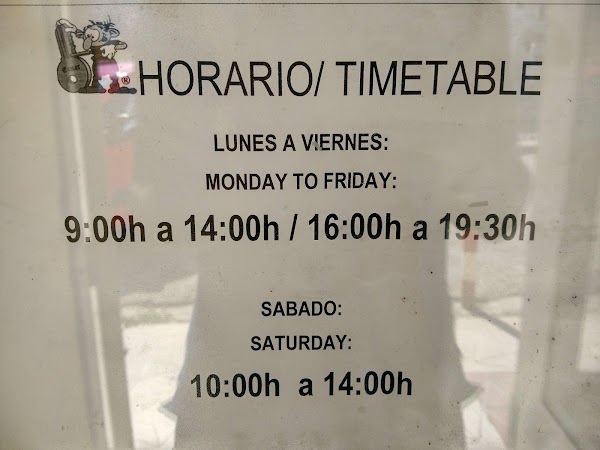 HORARIO/ TIMETABLE
LUNES A VIERNES:
MONDAY TO FRIDAY:
9:00h a 14:00h / 16:00h a 19:30h
SABADO:
SATURDAY:
10:00h a 14:00h